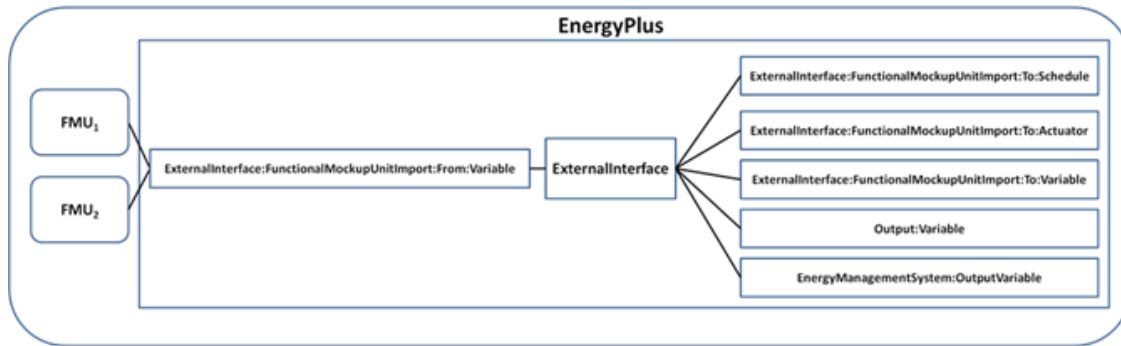 EnergyPlus
FMU1
FMU2
ExternalInterface:FunctionalMockupUnitImport:From:Variable
ExternalInterface
ExternalInterface:FunctionalMockupUnitImport:To:Schedule
ExternalInterface:FunctionalMockupUnitImport:To:Actuator
ExternalInterface:FunctionalMockupUnitImport:To:Variable
Output:Variable
EnergyManagementSystem:OutputVariable